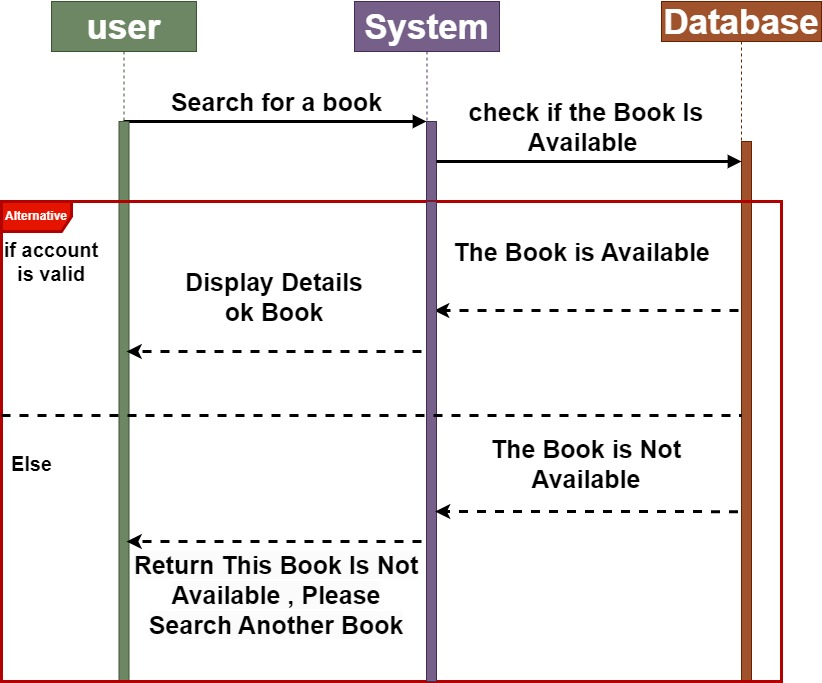 user
System
Database
Search for a book
check if the Book Is
Available
Alternative
if account
is valid
The Book is Available
Display Details
ok Book
Else
The Book is Not
Available
Return This Book Is Not
Available , Please
Search Another Book